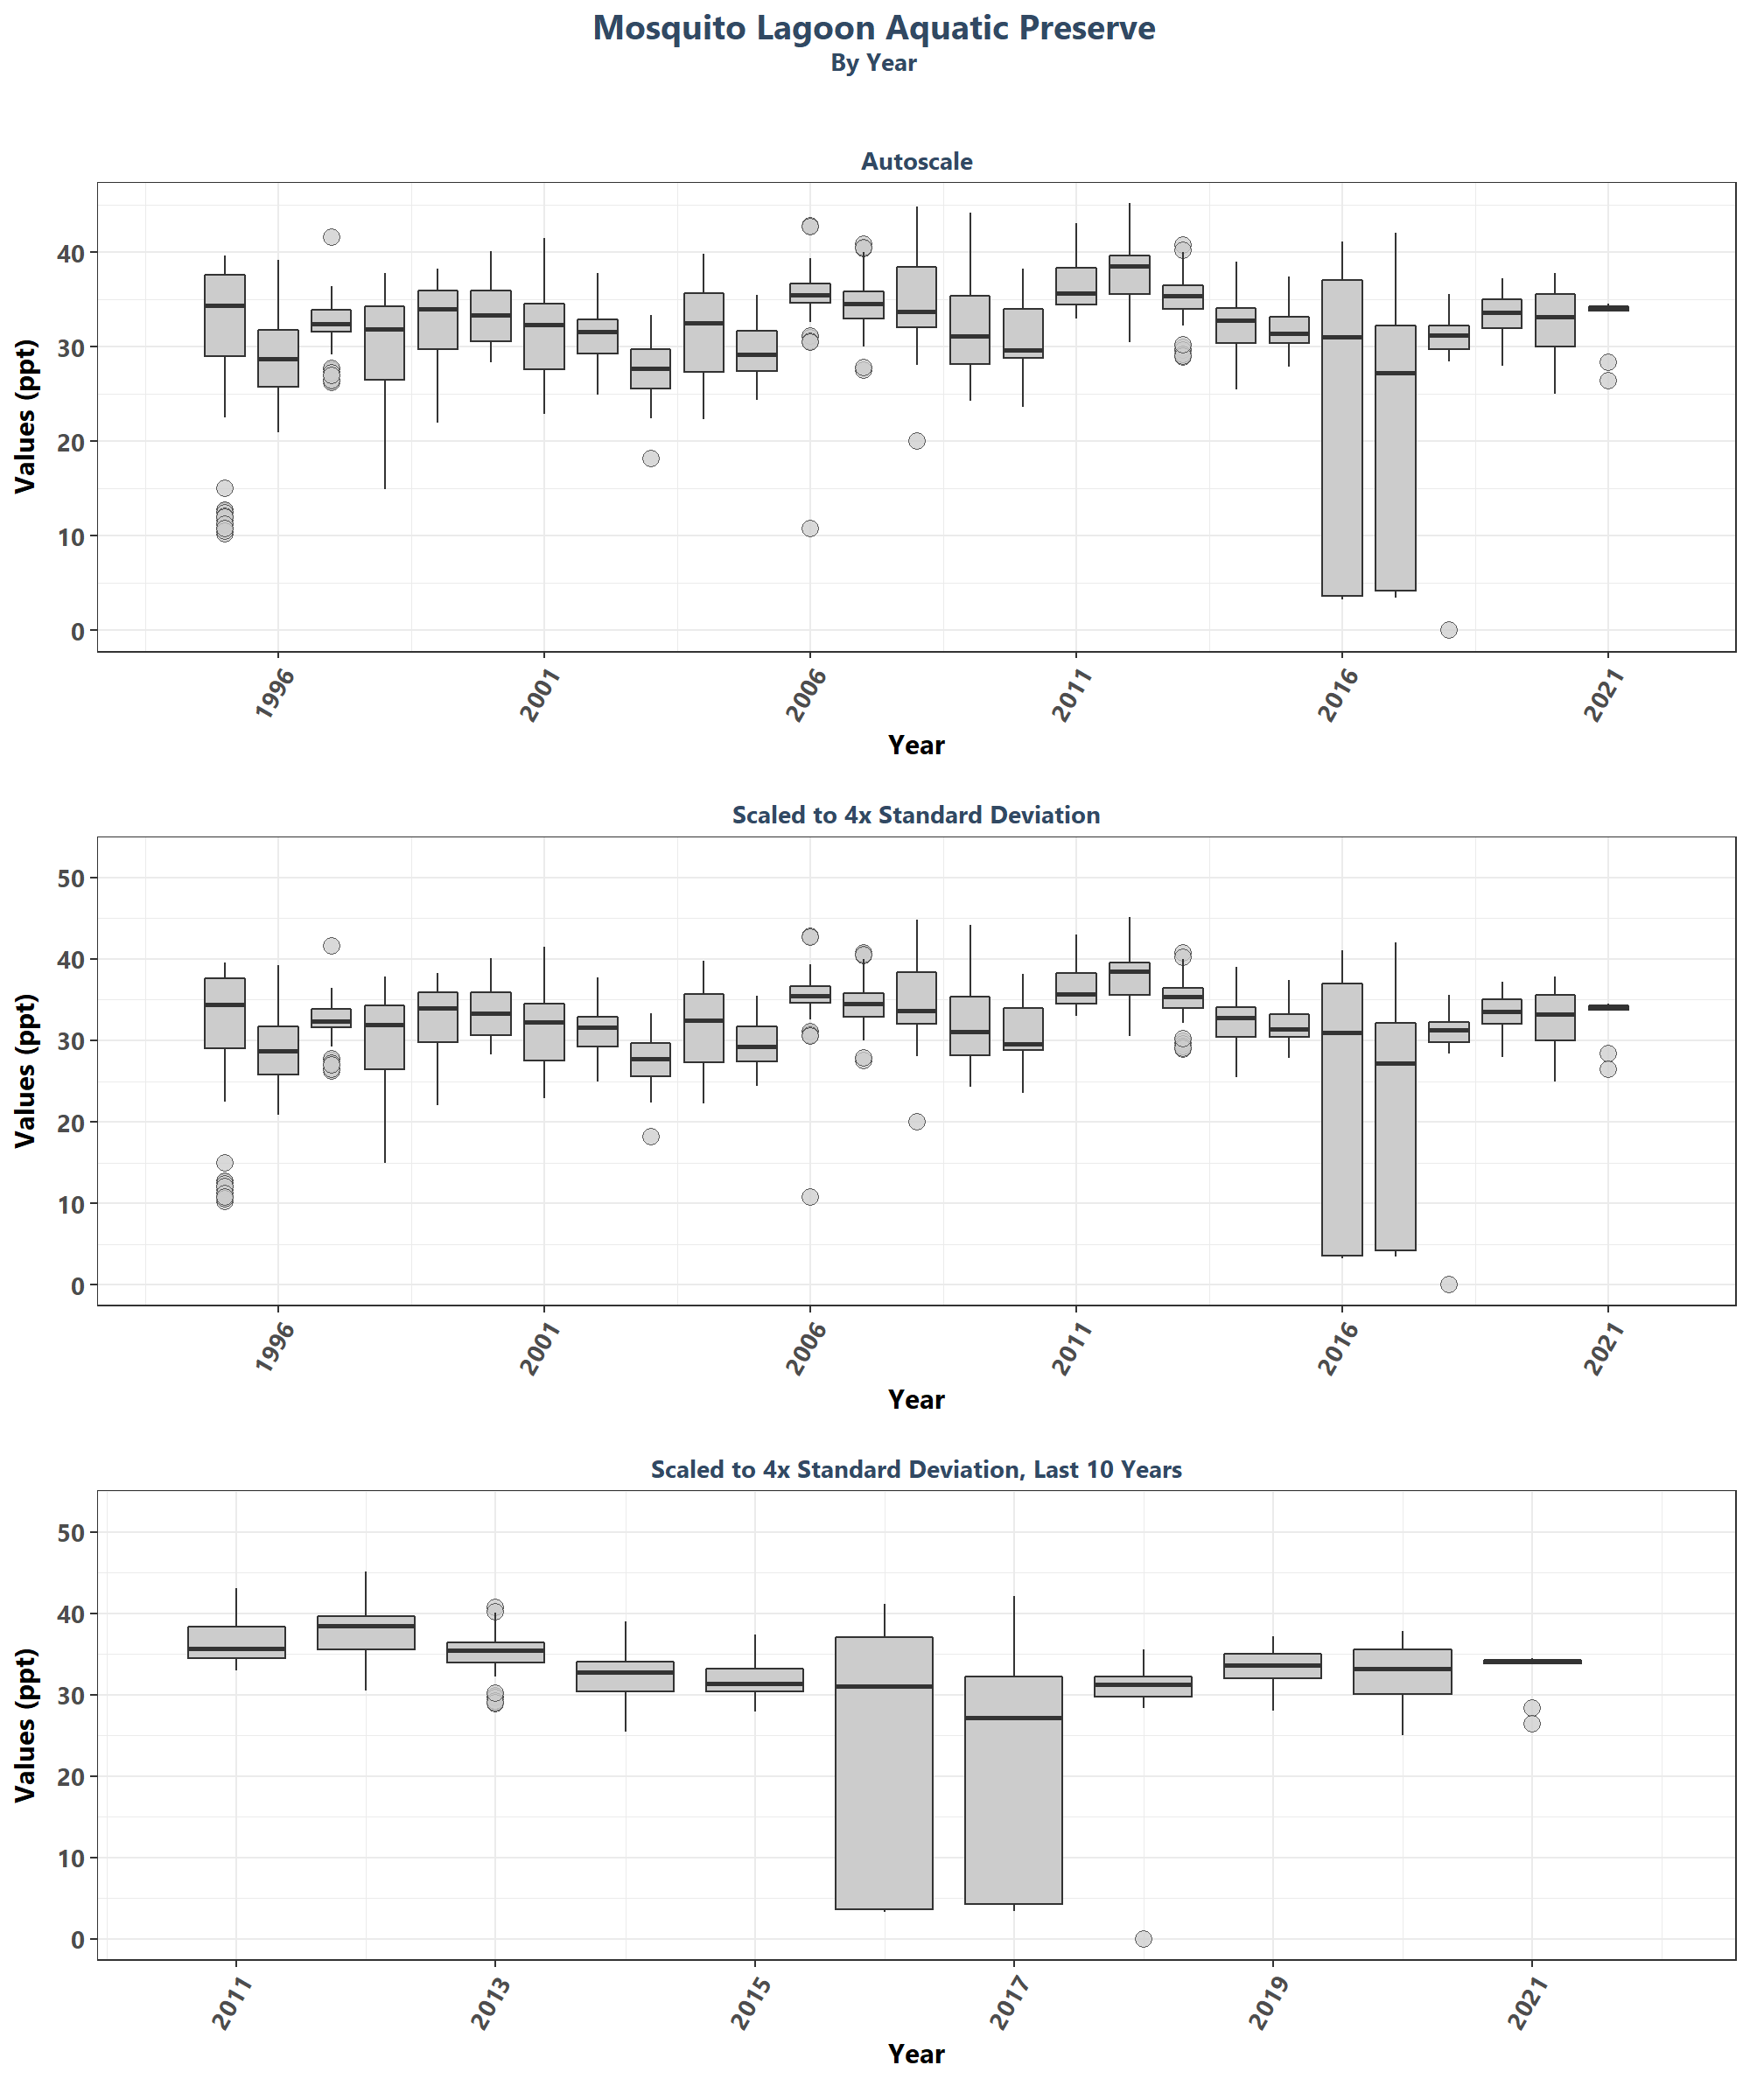 Mosquito Lagoon Aquatic Preserve
By Year
Autoscale
Values (ppt)
40
30
20
10
0
1996 2001 2006 2011 2016 2021
Year
Scaled to 4x Standard Deviation
Values (ppt)
50
40
30
20
10
0
1996 2001 2006 2011 2016 2021
Year
Scaled to 4x Standard Deviation, Last 10 Years
Values (ppt)
50
40
30
20
10
0
2011 2013 2015 2017 2019 2021
Year